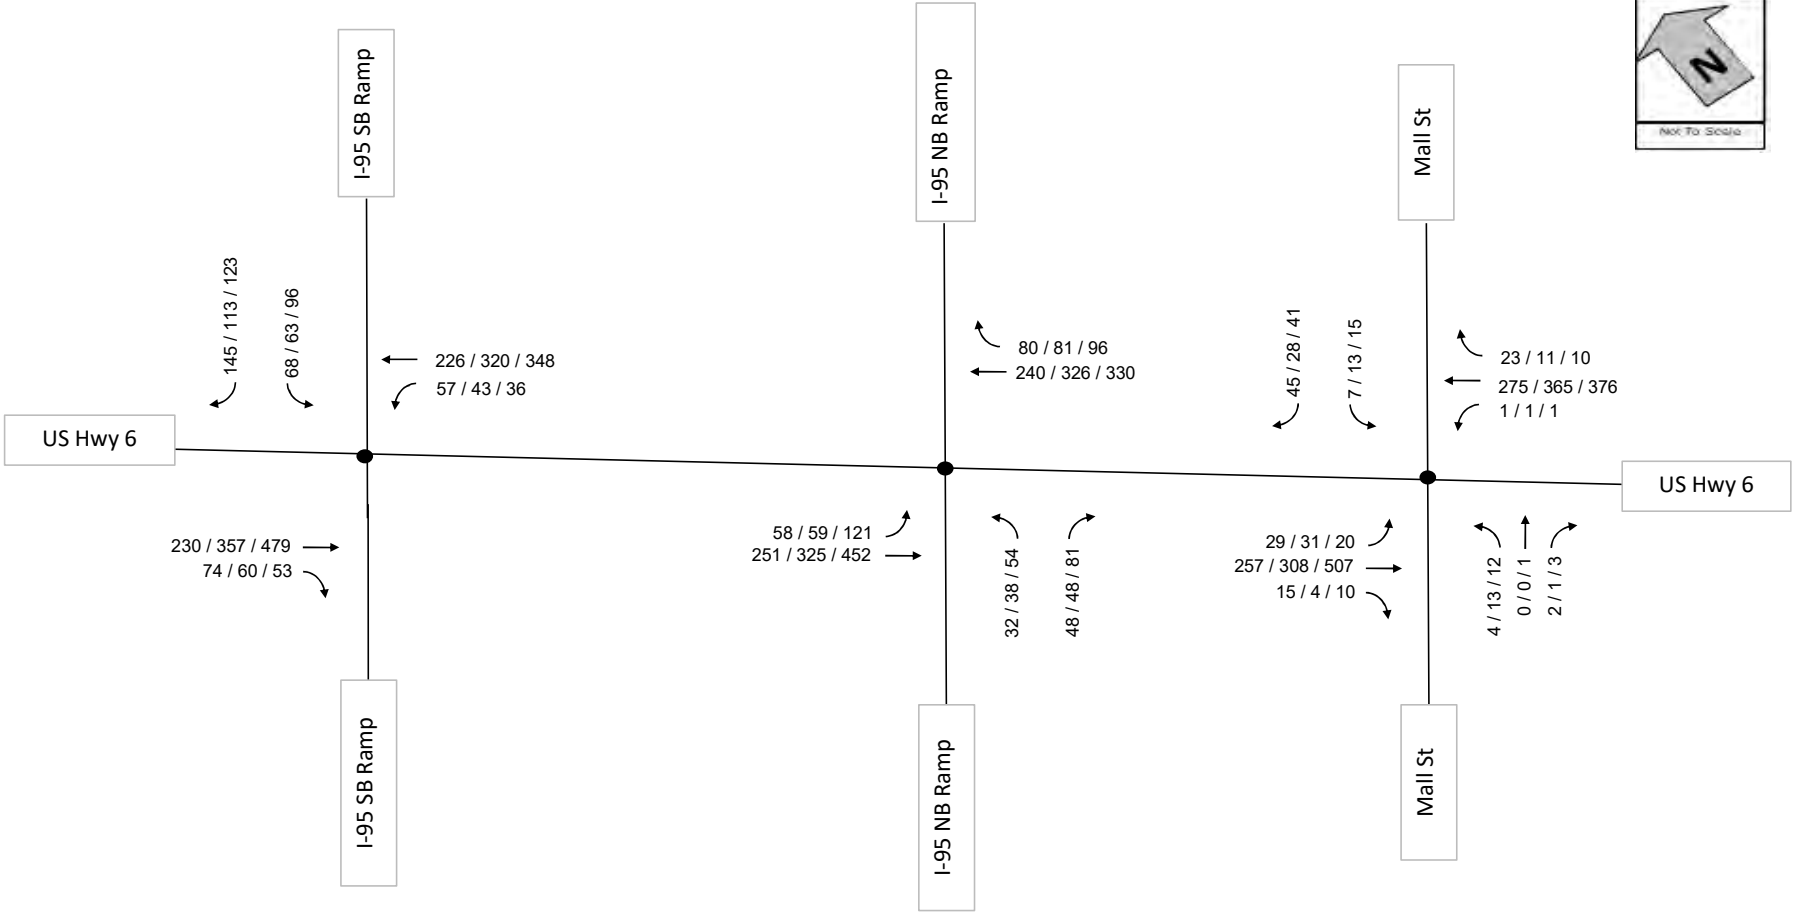 N
Not To Scale
I-95 SB Ramp
I-95 NB Ramp
Mall St
145 / 113 / 123
68 / 63 / 96
226 / 320 / 348
57 / 43 / 36
80 / 81 / 96
240 / 326 / 330
45 / 28 / 41
7 / 13 / 15
23 / 11 / 10
275 / 365 / 376
1 / 1 / 1
US Hwy 6
US Hwy 6
230 / 357 / 479
74 / 60 / 53
58 / 59 / 121
251 / 325 / 452
32 / 38 / 54
48 / 48 / 81
29 / 31 / 20
257 / 308 / 507
15 / 4 / 10
4 / 13 / 12
0 / 0 / 1
2 / 1 / 3
I-95 SB Ramp
I-95 NB Ramp
Mall St